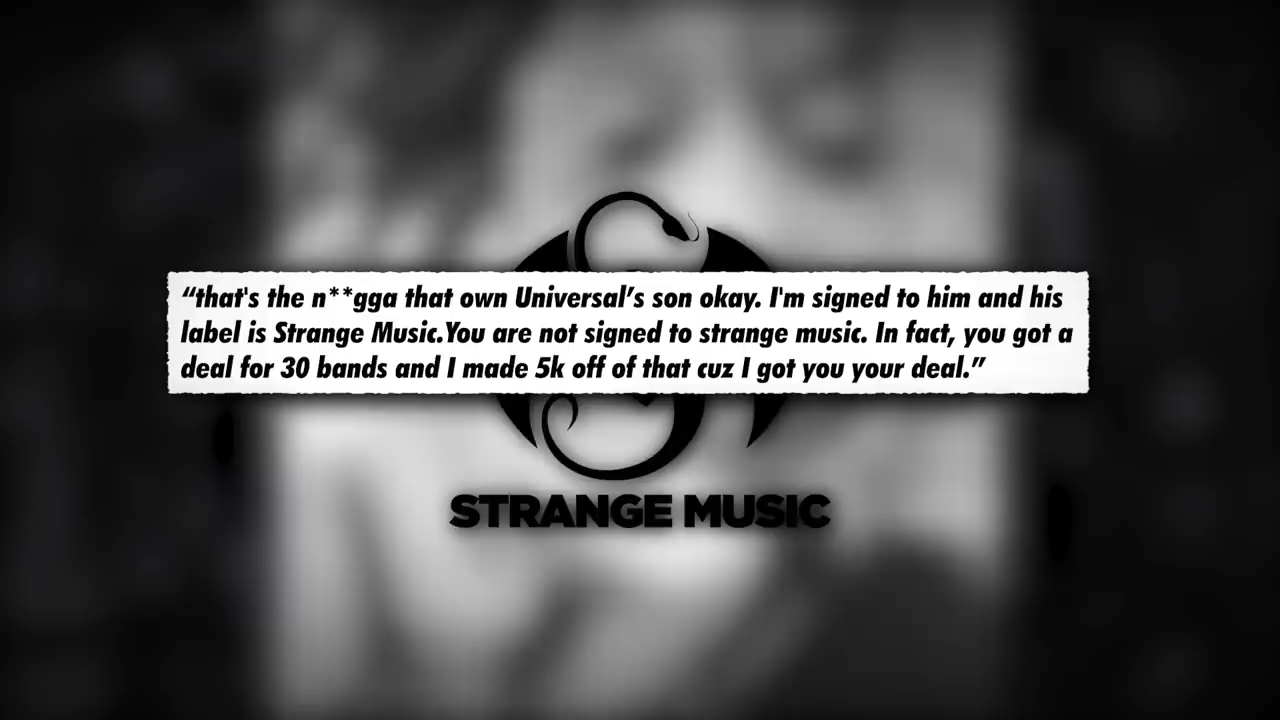 “that's the n**gga that own Universal’s son okay. I'm signed to him and his
label is Strange Music.You are not signed to strange music. In fact, you got a
deal for 30 bands and I made 5k off of that cuz I got you your deal.”
STRANGE MUSIC